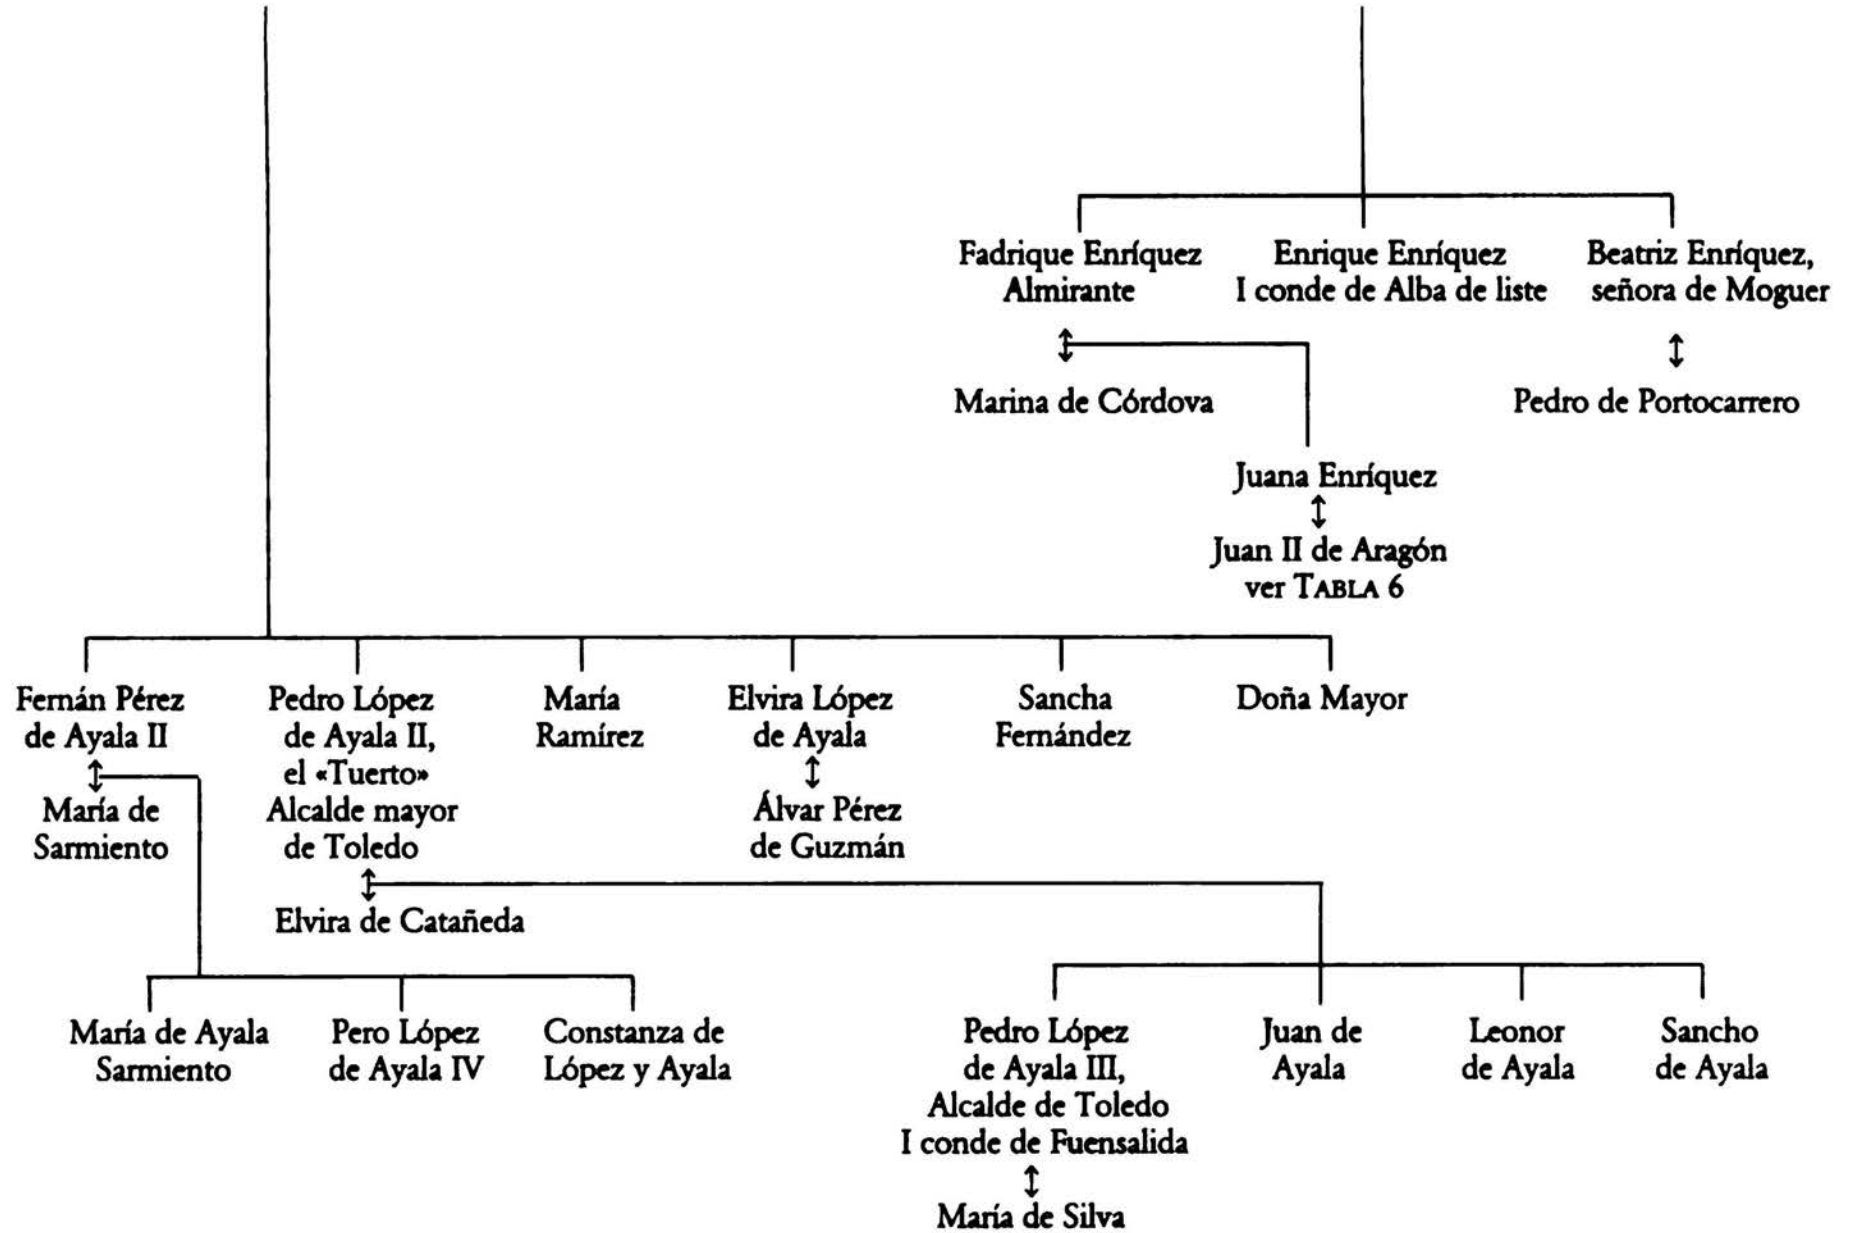 Fadrique Enríquez
Almirante
Enrique Enríquez
I conde de Alba de liste
Beatriz Enríquez,
señora de Moguer
Marina de Córdova
Pedro de Portocarrero
Juana Enríquez
Juan II de Aragón
ver TABLA 6
Fernán Pérez
de Ayala II
María de
Sarmiento
Pedro López
de Ayala II,
el «Tuerto»
Alcalde mayor
de Toledo
Elvira de Catañeda
María
Ramírez
Elvira López
de Ayala
Álvar Pérez
de Guzmán
Sancha
Fernández
Doña Mayor
María de Ayala
Sarmiento
Pero López
de Ayala IV
Constanza de
López y Ayala
Pedro López
de Ayala III,
Alcalde de Toledo
I conde de Fuensalida
María de Silva
Juan de
Ayala
Leonor
de Ayala
Sancho
de Ayala